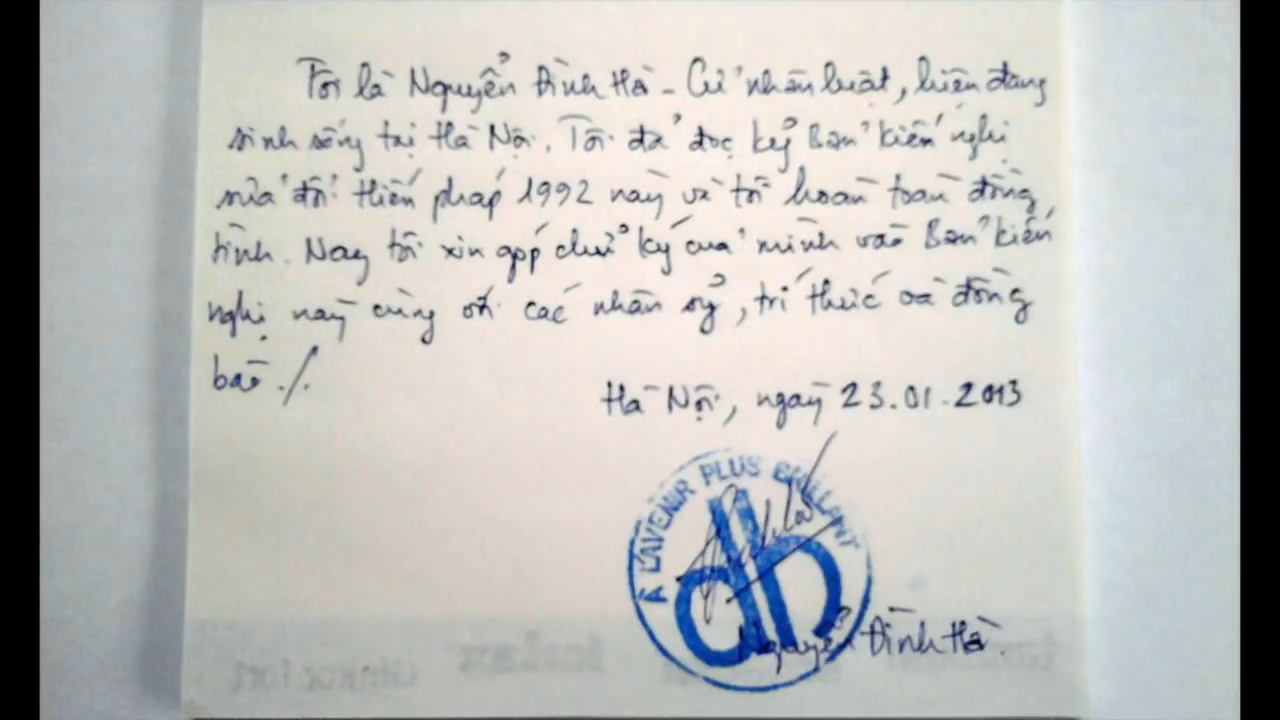 Tôi là Nguyễn Đình Hà - Cử nhân luật, hiện đang
sinh sống tại Hà Nội. Tôi đã đọc kỹ Bản kiến nghị
sửa đổi Hiến pháp 1992 này và tôi hoàn toàn đồng
tình. Nay tôi xin góp chữ ký của mình vào Bản kiến
nghị này cùng với các nhân sỹ, trí thức và đồng
bào ./.
Hà Nội, ngày 23.01.2013
À L'AVENIR PLUS BRILLANT
dh
Nguyễn Đình Hà.